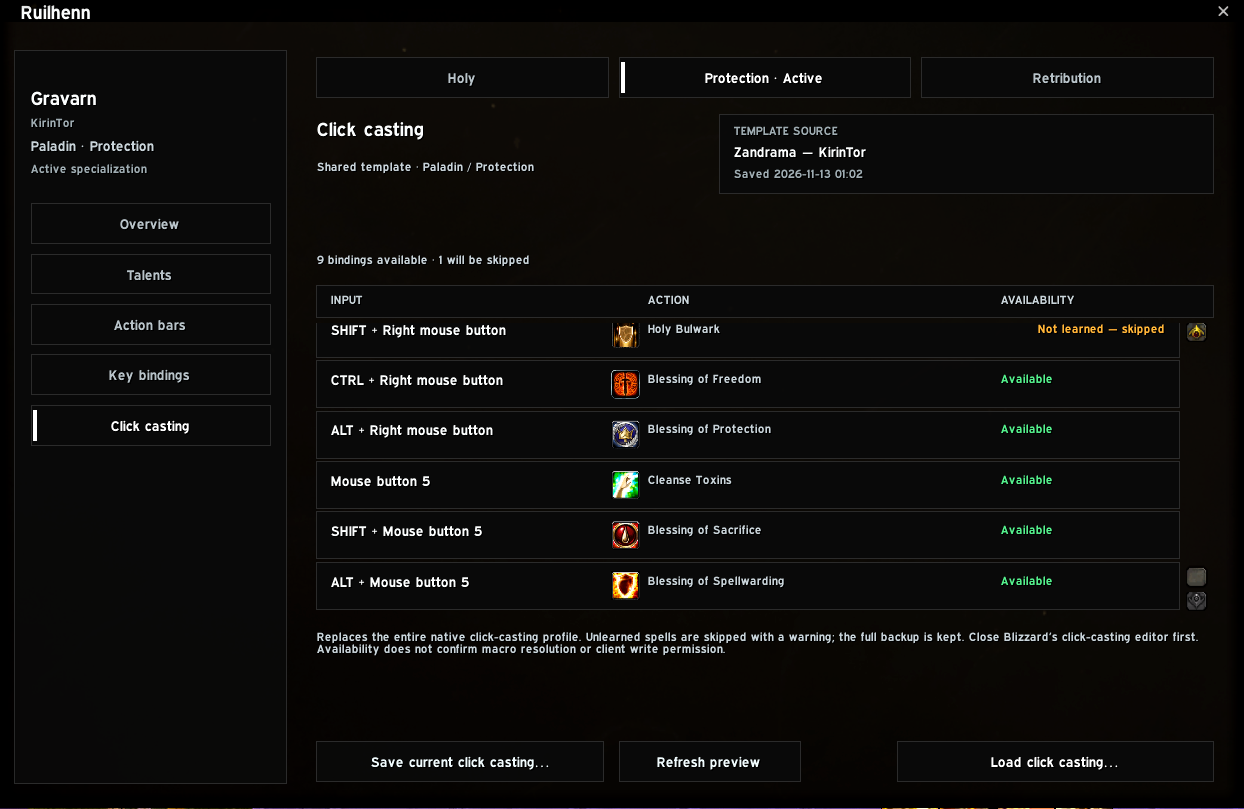 Ruilhenn
Gravarn
KirinTor
Paladin · Protection
Active specialization
Overview
Talents
Action bars
Key bindings
Click casting
Holy
Protection · Active
Retribution
Click casting
Shared template · Paladin / Protection
TEMPLATE SOURCE
Zandrama — KirinTor
Saved 2026-11-13 01:02
9 bindings available · 1 will be skipped
INPUT ACTION AVAILABILITY
SHIFT + Right mouse button Holy Bulwark Not learned — skipped
CTRL + Right mouse button Blessing of Freedom Available
ALT + Right mouse button Blessing of Protection Available
Mouse button 5 Cleanse Toxins Available
SHIFT + Mouse button 5 Blessing of Sacrifice Available
ALT + Mouse button 5 Blessing of Spellwarding Available
Replaces the entire native click-casting profile. Unlearned spells are skipped with a warning; the full backup is kept. Close Blizzard's click-casting editor first.
Availability does not confirm macro resolution or client write permission.
Save current click casting...
Refresh preview
Load click casting...